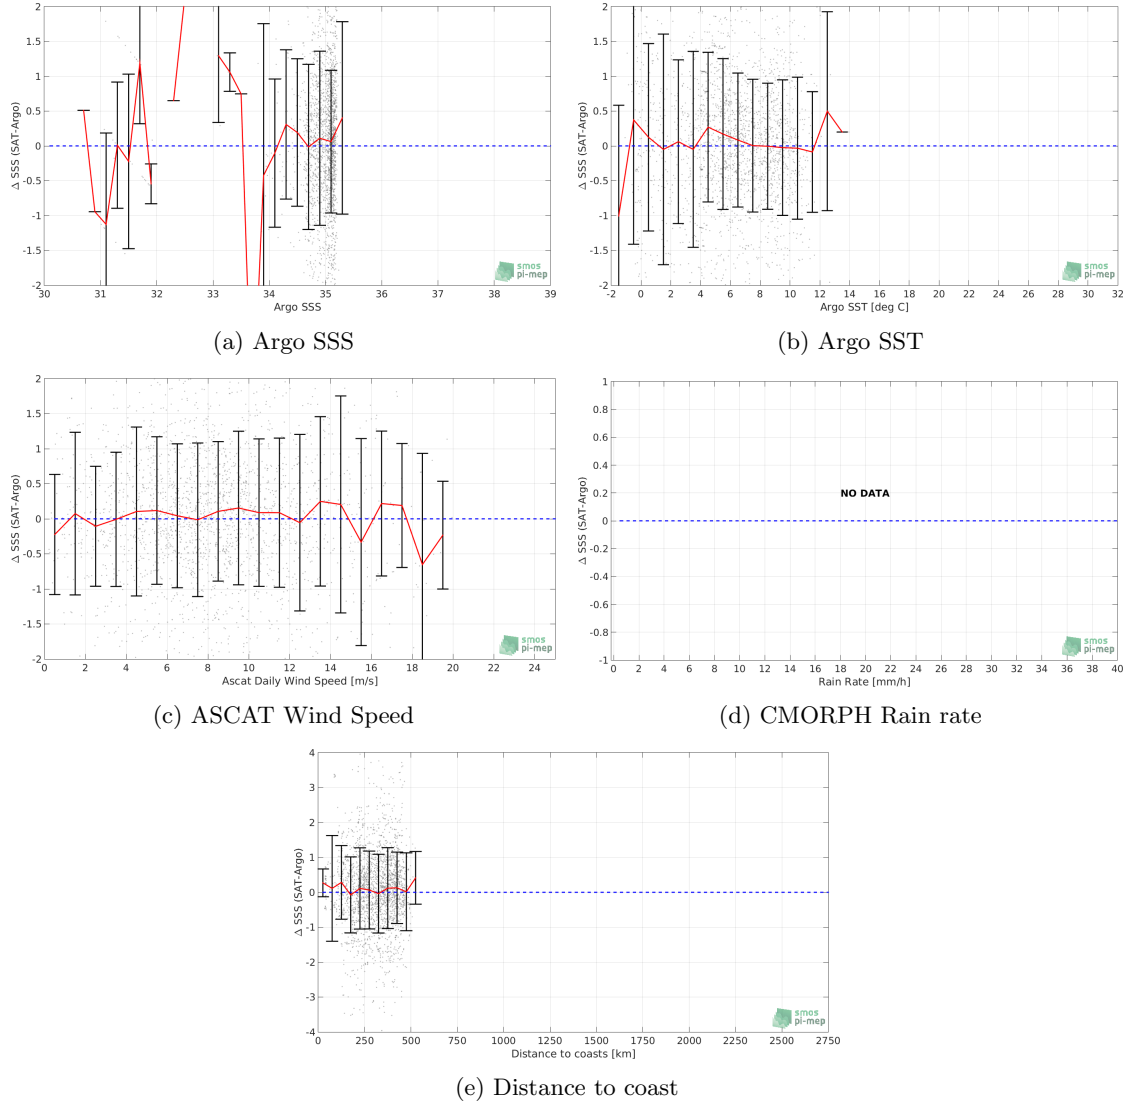 2
1.5
1
0.5
0
-0.5
-1
-1.5
-2
Δ SSS (SAT-Argo)
30 31 32 33 34 35 36 37 38 39
Argo SSS
smos
pi-mep
(a) Argo SSS
2
1.5
1
0.5
0
-0.5
-1
-1.5
-2
Δ SSS (SAT-Argo)
-2 0 2 4 6 8 10 12 14 16 18 20 22 24 26 28 30 32
Argo SST [deg C]
smos
pi-mep
(b) Argo SST
2
1.5
1
0.5
0
-0.5
-1
-1.5
-2
Δ SSS (SAT-Argo)
0 2 4 6 8 10 12 14 16 18 20 22 24
Ascat Daily Wind Speed [m/s]
smos
pi-mep
(c) ASCAT Wind Speed
1
0.8
0.6
0.4
0.2
0
-0.2
-0.4
-0.6
-0.8
-1
Δ SSS (SAT-Argo)
NO DATA
0 2 4 6 8 10 12 14 16 18 20 22 24 26 28 30 32 34 36 38 40
Rain Rate [mm/h]
smos
pi-mep
(d) CMORPH Rain rate
4
3
2
1
0
-1
-2
-3
-4
Δ SSS (SAT-Argo)
0 250 500 750 1000 1250 1500 1750 2000 2250 2500 2750
Distance to coasts [km]
smos
pi-mep
(e) Distance to coast